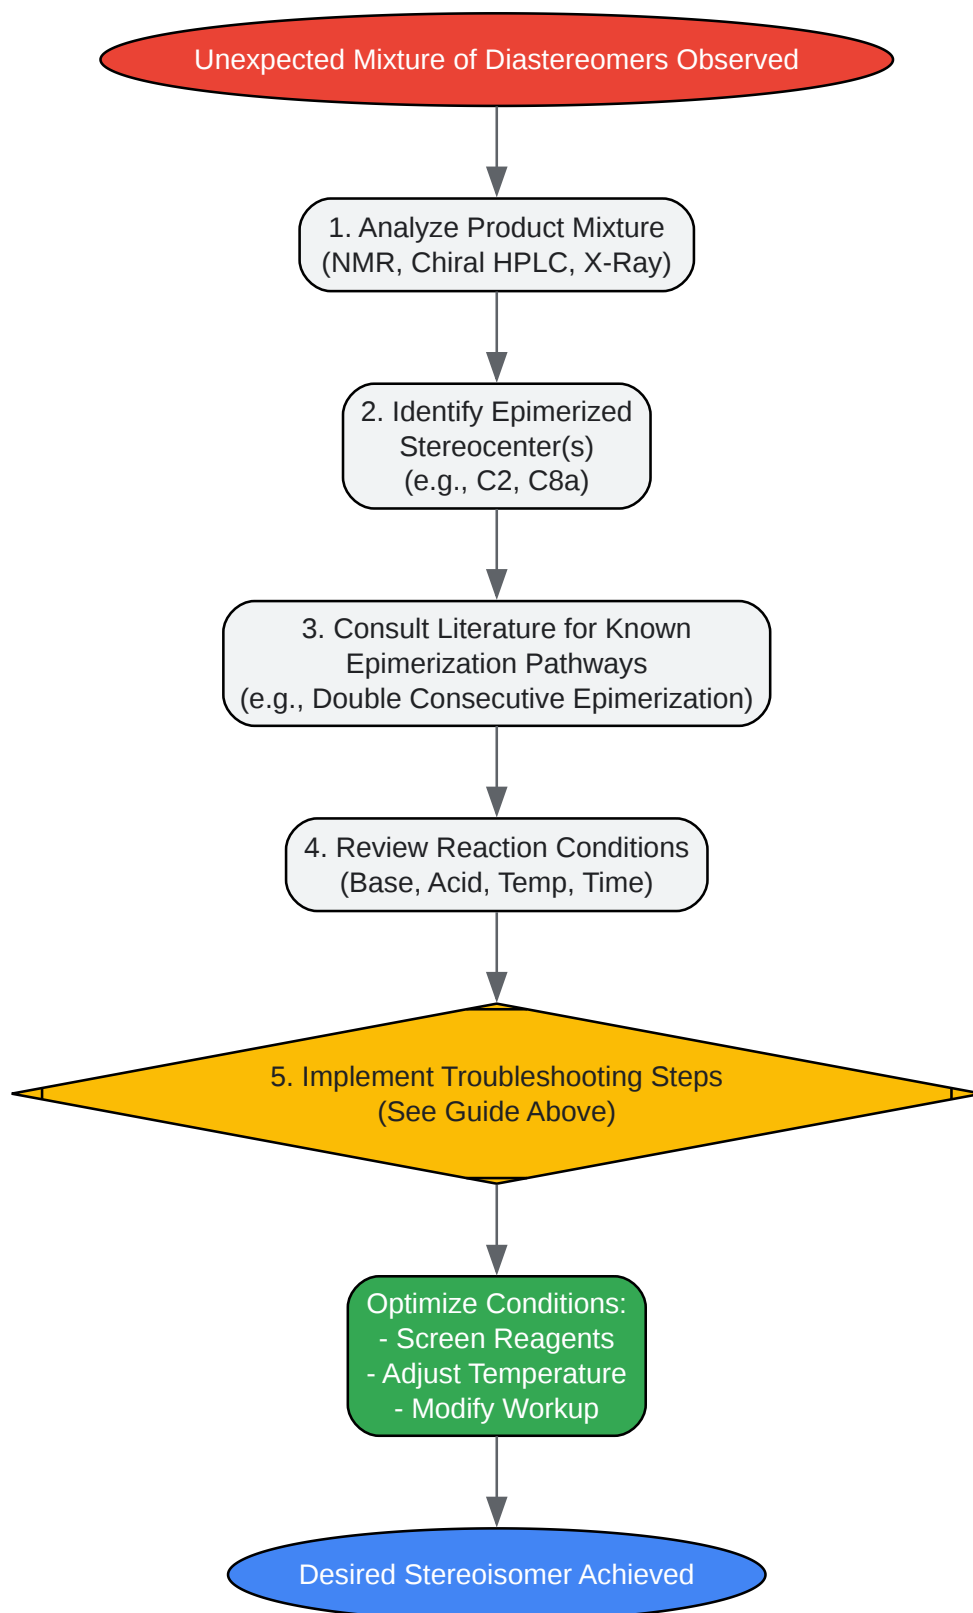 Unexpected Mixture of Diastereomers Observed
1. Analyze Product Mixture
(NMR, Chiral HPLC, X-Ray)
2. Identify Epimerized
Stereocenter(s)
(e.g., C2, C8a)
3. Consult Literature for Known
Epimerization Pathways
(e.g., Double Consecutive Epimerization)
4. Review Reaction Conditions
(Base, Acid, Temp, Time)
5. Implement Troubleshooting Steps
(See Guide Above)
Optimize Conditions:
- Screen Reagents
- Adjust Temperature
- Modify Workup
Desired Stereoisomer Achieved